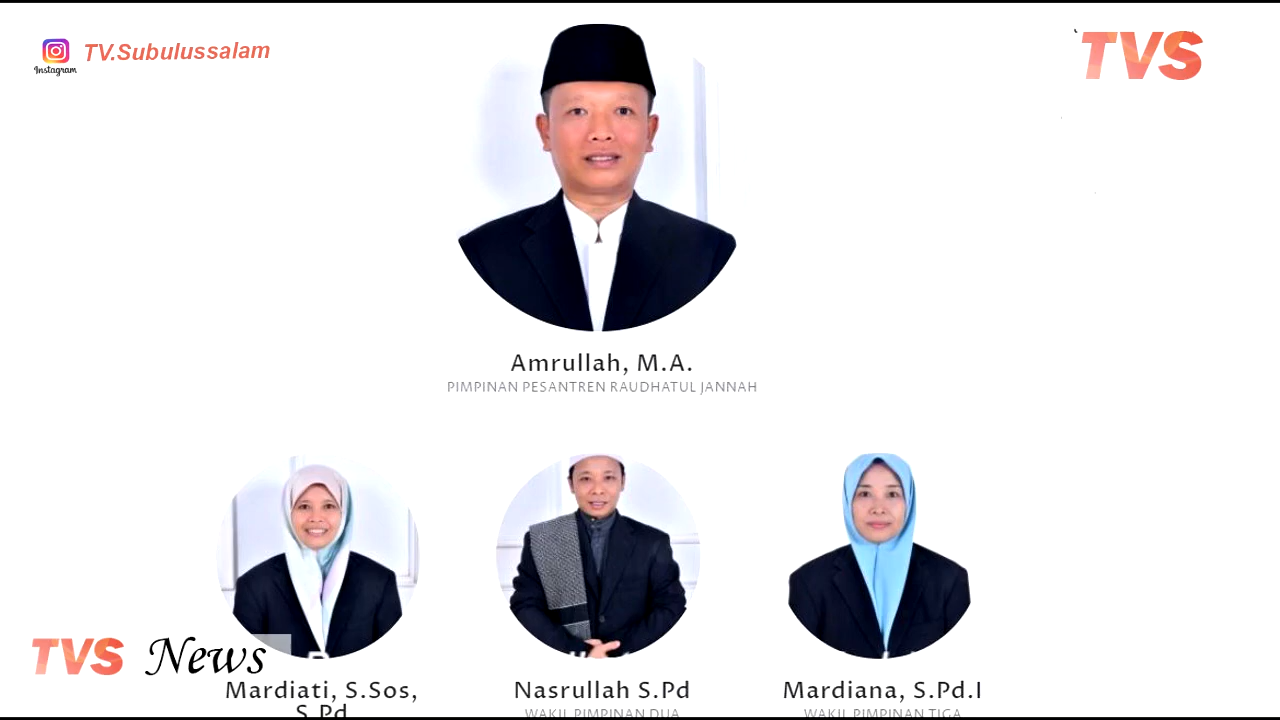 Instagram
TV.Subulussalam
TVS
Amrullah, M.A.
PIMPINAN PESANTREN RAUDHATUL JANNAH
TVS News
Mardiati, S.Sos,
S.Pd
Nasrullah S.Pd
WAKIL PIMPINAN DUA
Mardiana, S.Pd.I
WAKIL PIMPINAN TIGA